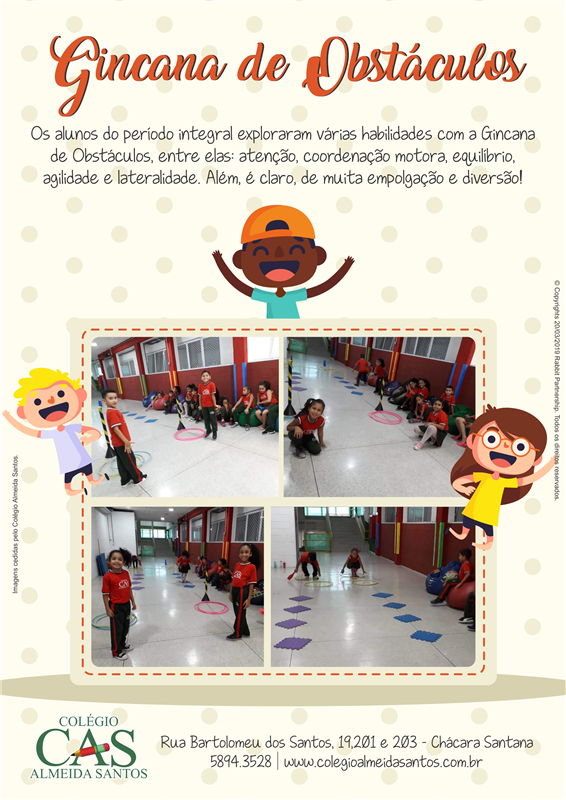 Gincana de Obstáculos
Os alunos do período integral exploraram várias habilidades com a Gincana
de Obstáculos, entre elas: atenção, coordenação motora, equilíbrio,
agilidade e lateralidade. Além, é claro, de muita empolgação e diversão!
© Copyrights 20/03/2019 Rabbit Partnership. Todos os direitos reservados.
Imagens cedidas pelo Colégio Almeida Santos.
COLÉGIO
CAS
ALMEIDA SANTOS
Rua Bartolomeu dos Santos, 19,201 e 203 - Chácara Santana
5894.3528 | www.colegioalmeidasantos.com.br